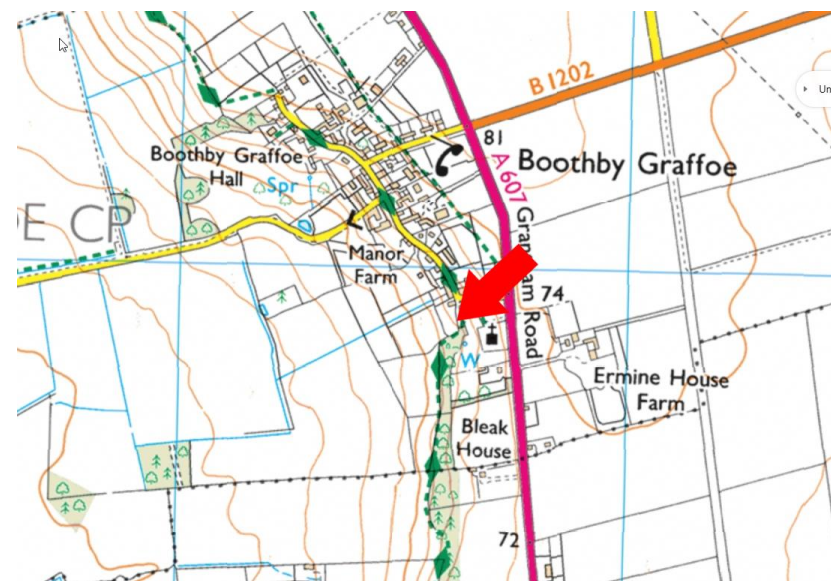 B 1202
Un
81
Boothby Graffoe
Hall
Boothby Graffoe
A 607
Spr
E CP
Manor
Farm
Grantham Road
74
W
Ermine House
Farm
Bleak
House
72